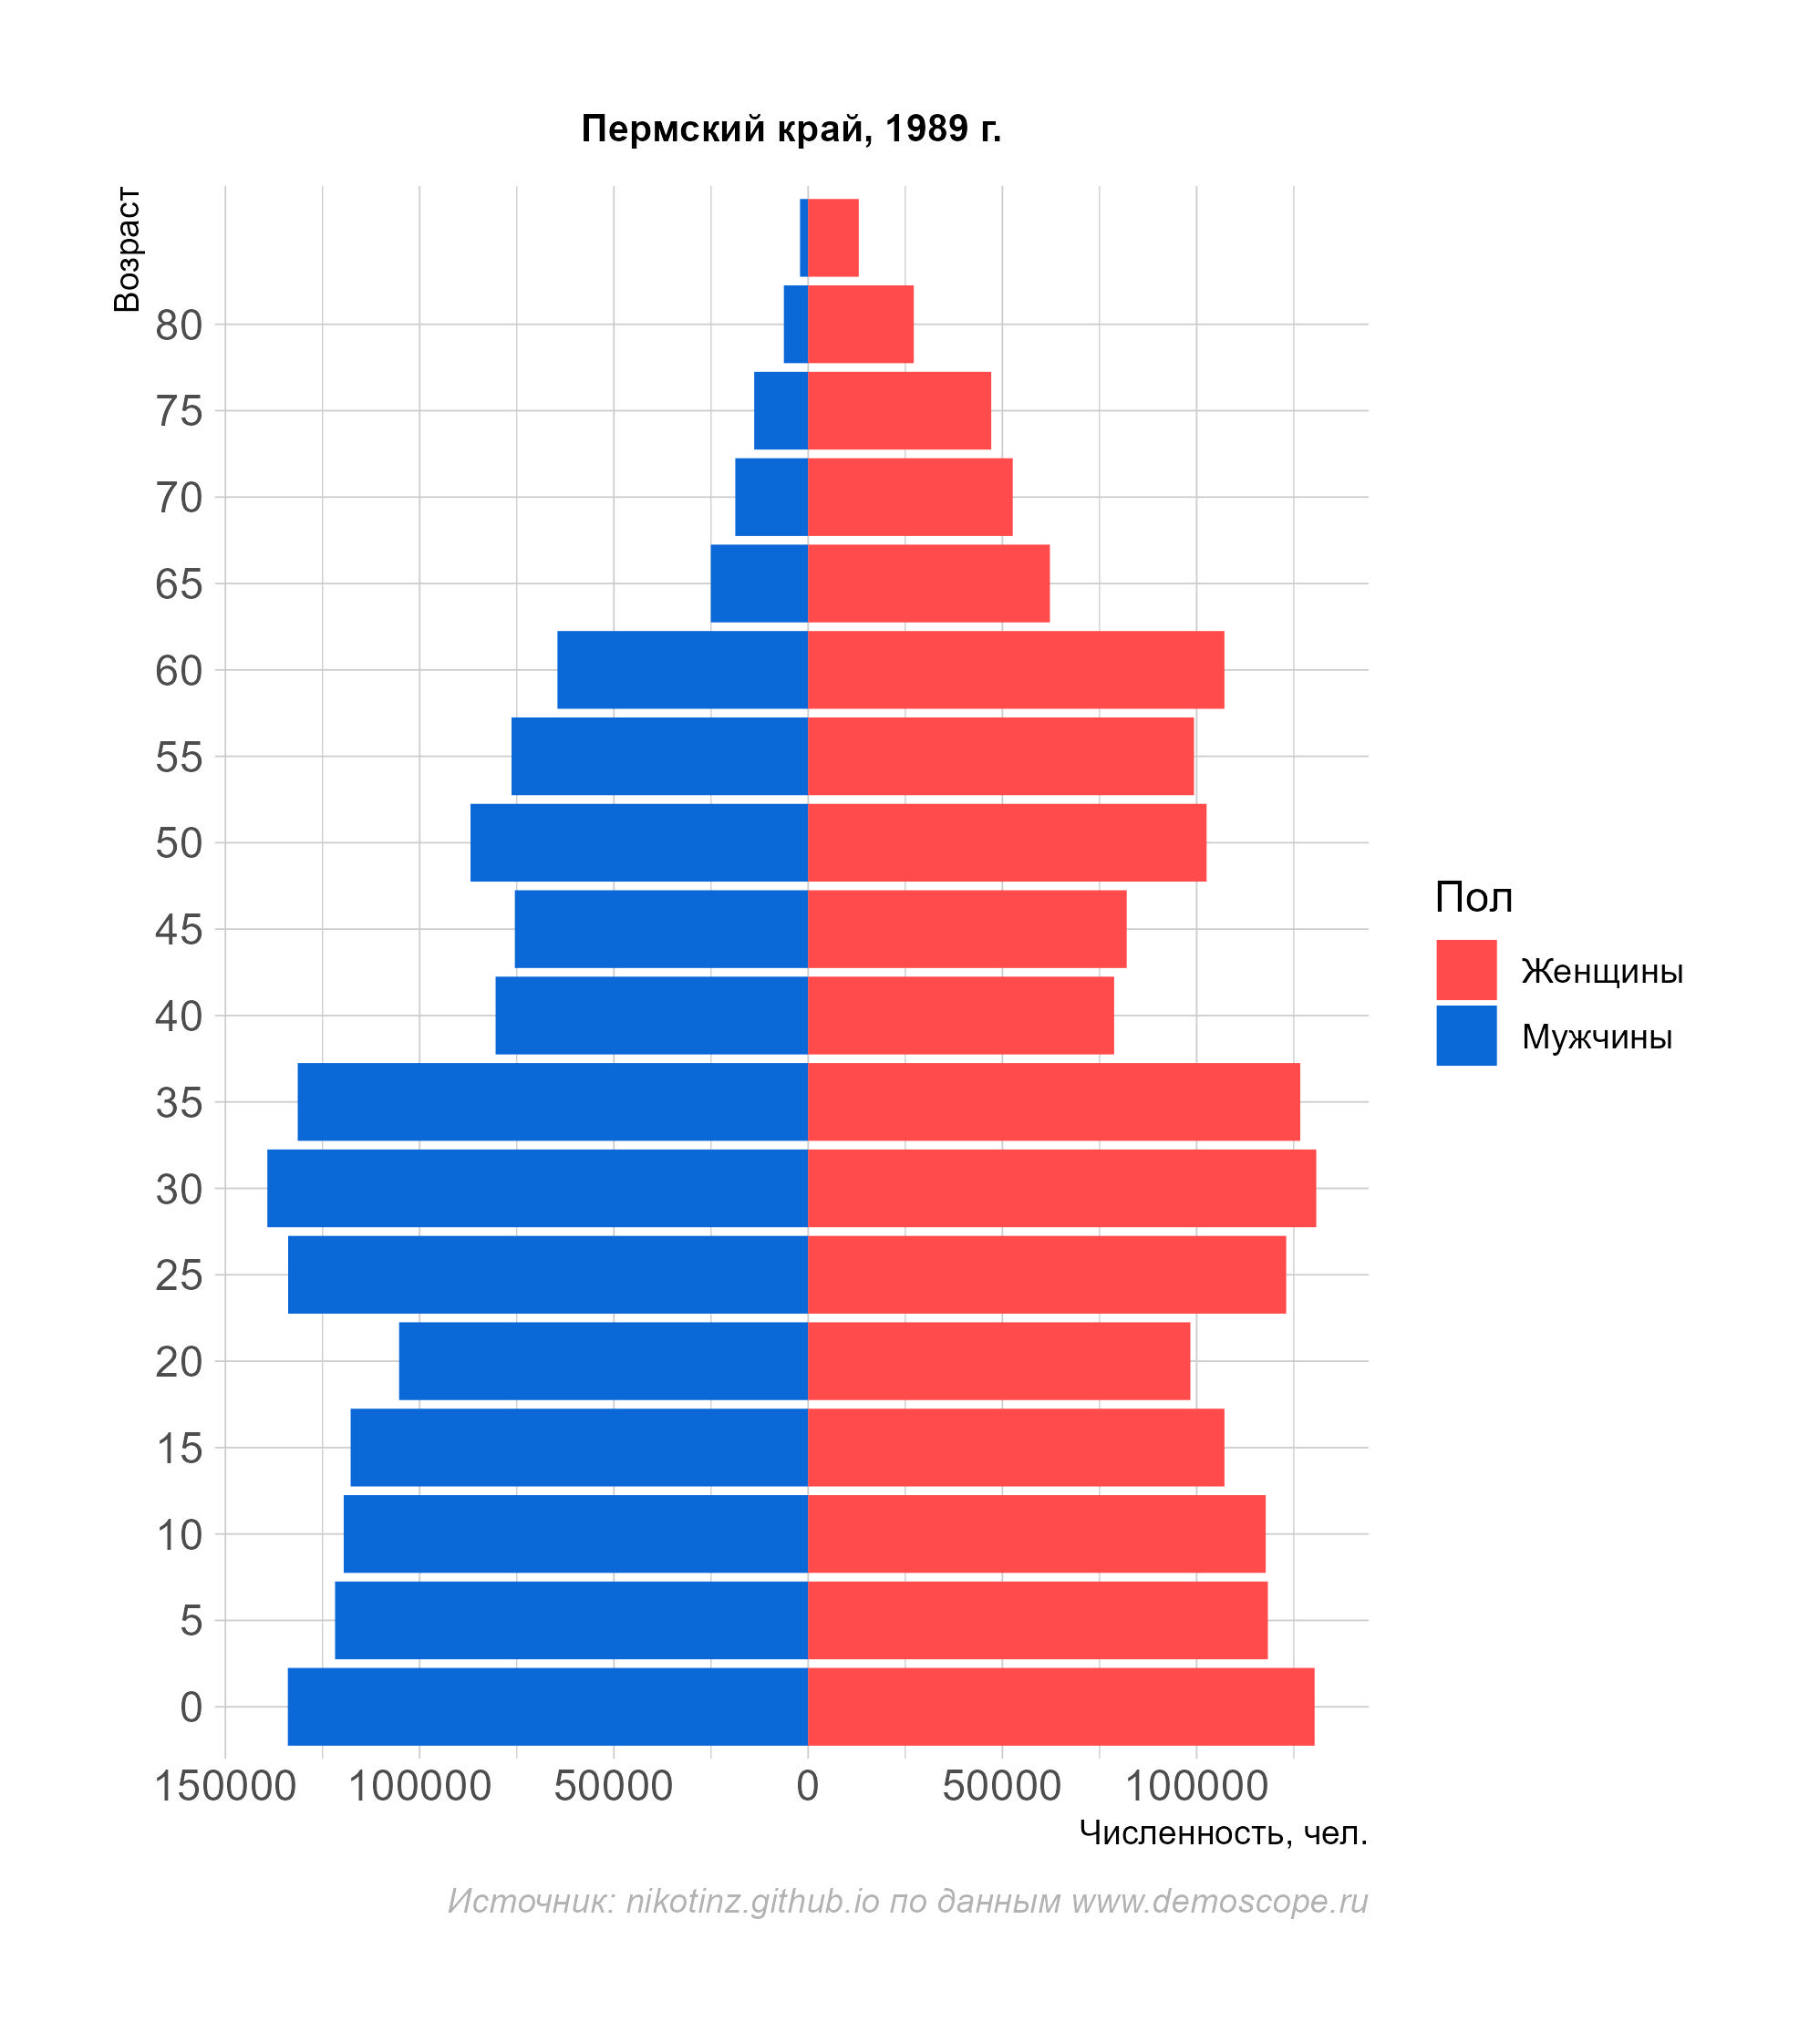 Пермский край, 1989 г.
Возраст
80
75
70
65
60
55
50
45
40
35
30
25
20
15
10
5
0
150000 100000 50000 0 50000 100000
Численность, чел.
Пол
Женщины
Мужчины
Источник: nikotinz.github.io по данным www.demoscope.ru